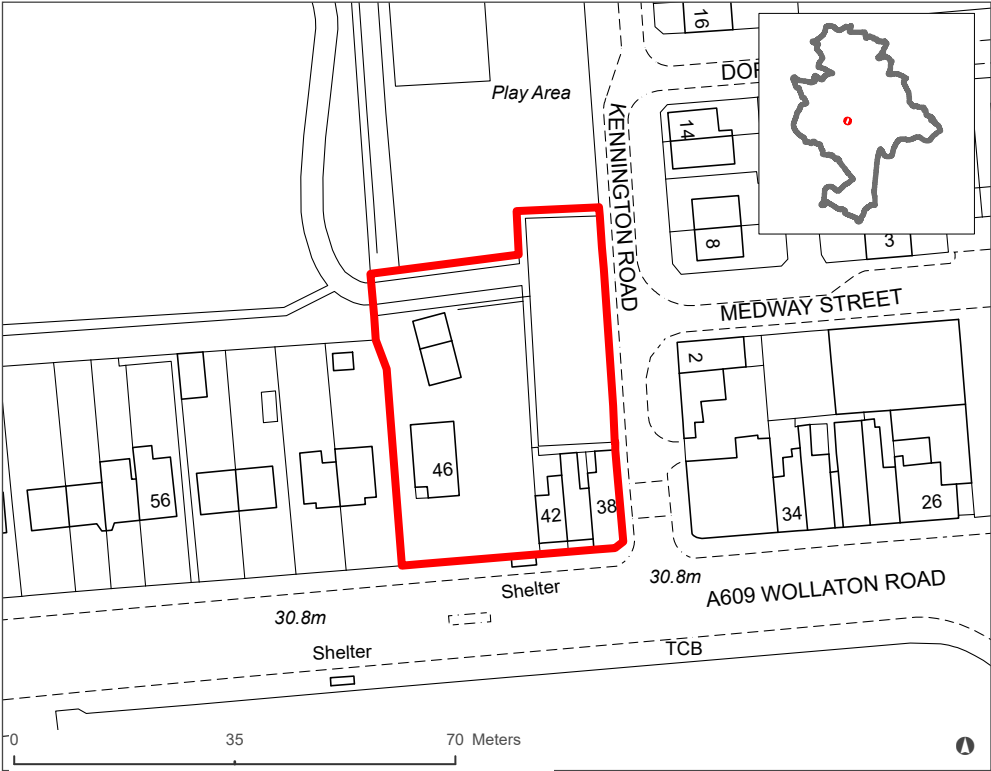 16
DOR
Play Area
KENNINGTON ROAD
14
8
3
MEDWAY STREET
2
46
56
42
38
34
26
Shelter
30.8m
A609 WOLLATON ROAD
30.8m
Shelter
TCB
0 35 70 Meters